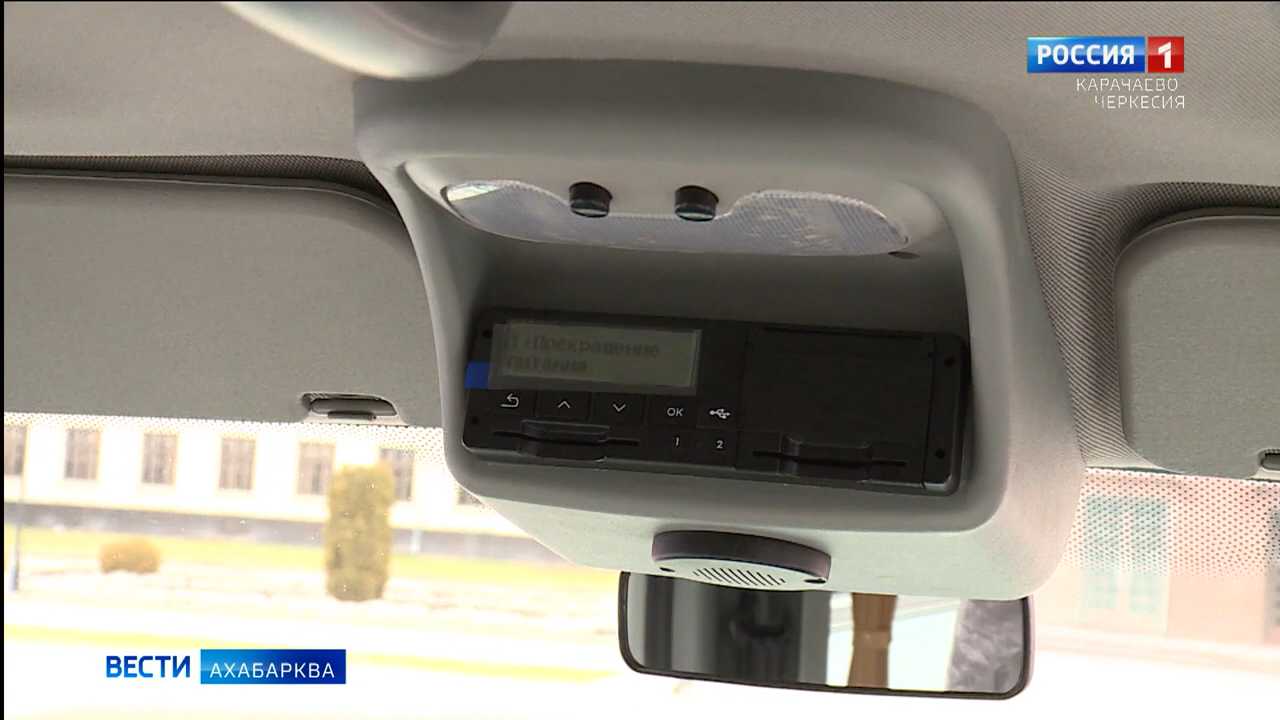 РОССИЯ 1
КАРАЧАЕВО
ЧЕРКЕСИЯ
Прекращение
питания
OK
1 2
ВЕСТИ АХАБАРКВА